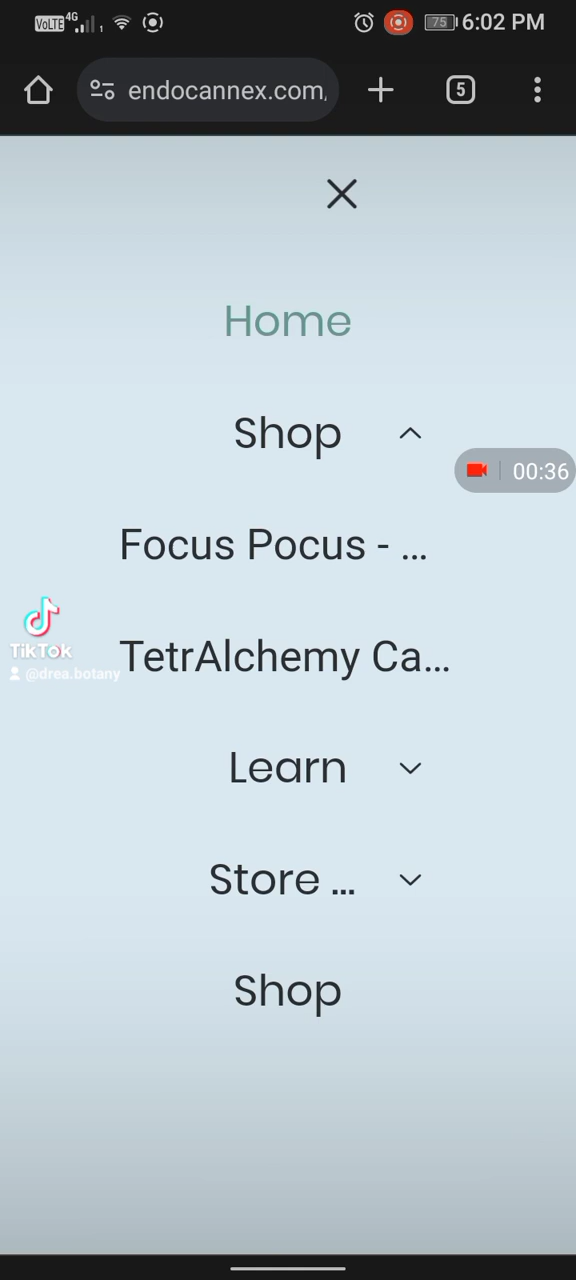 VoLTE 4G 1 75 6:02 PM
endocannex.com/ 5
Home
Shop
00:36
Focus Pocus - ...
TikTok
TetrAlchemy Ca...
@drea.botany
Learn
Store ...
Shop